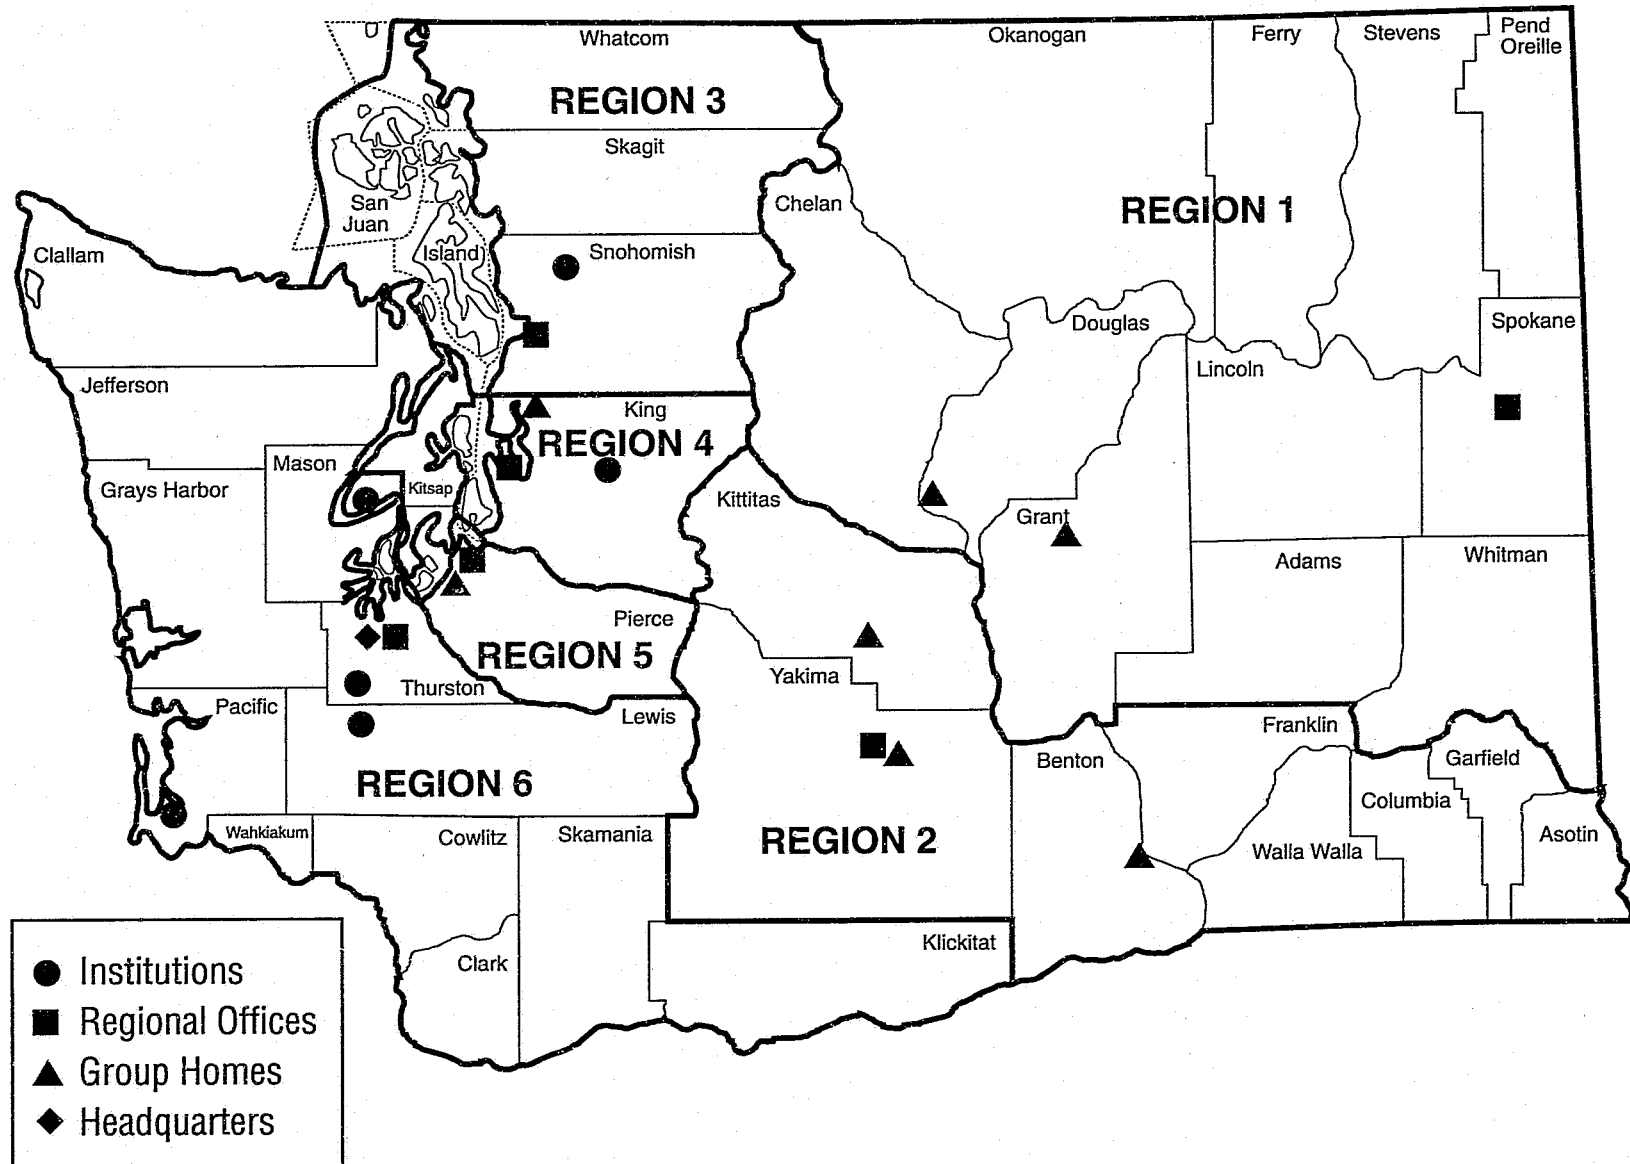 Whatcom
Okanogan
Ferry
Stevens
Pend
Oreille
REGION 3
Skagit
San
Juan
Chelan
REGION 1
Clallam
Island
Snohomish
Douglas
Spokane
Jefferson
Lincoln
King
REGION 4
Mason
Grays Harbor
Kitsap
Kittitas
Grant
Adams
Whitman
Pierce
REGION 5
Yakima
Thurston
Pacific
Lewis
Franklin
Benton
Garfield
REGION 6
Columbia
Wahkiakum
Cowlitz
Skamania
REGION 2
Walla Walla
Asotin
Klickitat
Clark
Institutions
Regional Offices
Group Homes
Headquarters